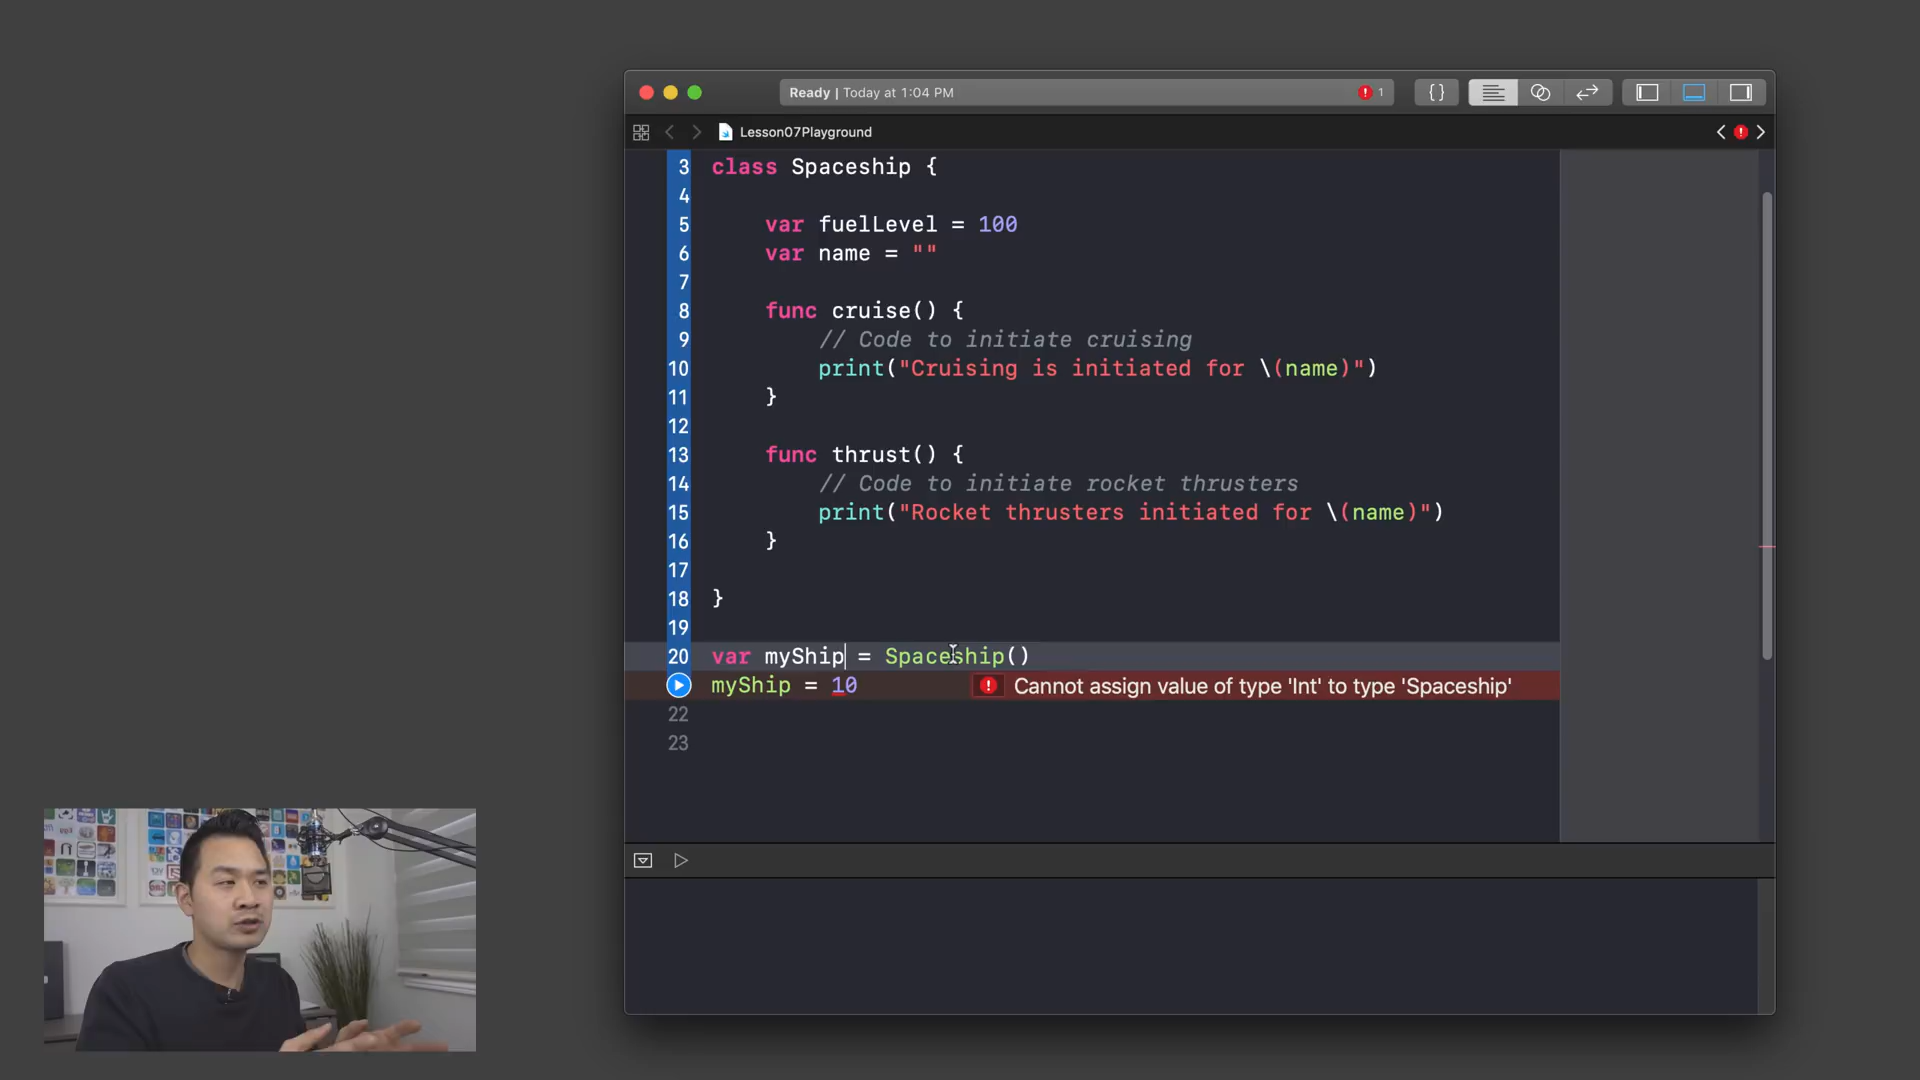 Ready | Today at 1:04 PM
1
{ }
Lesson07Playground
3 class Spaceship {
4
5 var fuelLevel = 100
6 var name = ""
7
8 func cruise() {
9 // Code to initiate cruising
10 print("Cruising is initiated for \(name)")
11 }
12
13 func thrust() {
14 // Code to initiate rocket thrusters
15 print("Rocket thrusters initiated for \(name)")
16 }
17
18 }
19
20 var myShip = Spaceship()
myShip = 10 Cannot assign value of type 'Int' to type 'Spaceship'
22
23